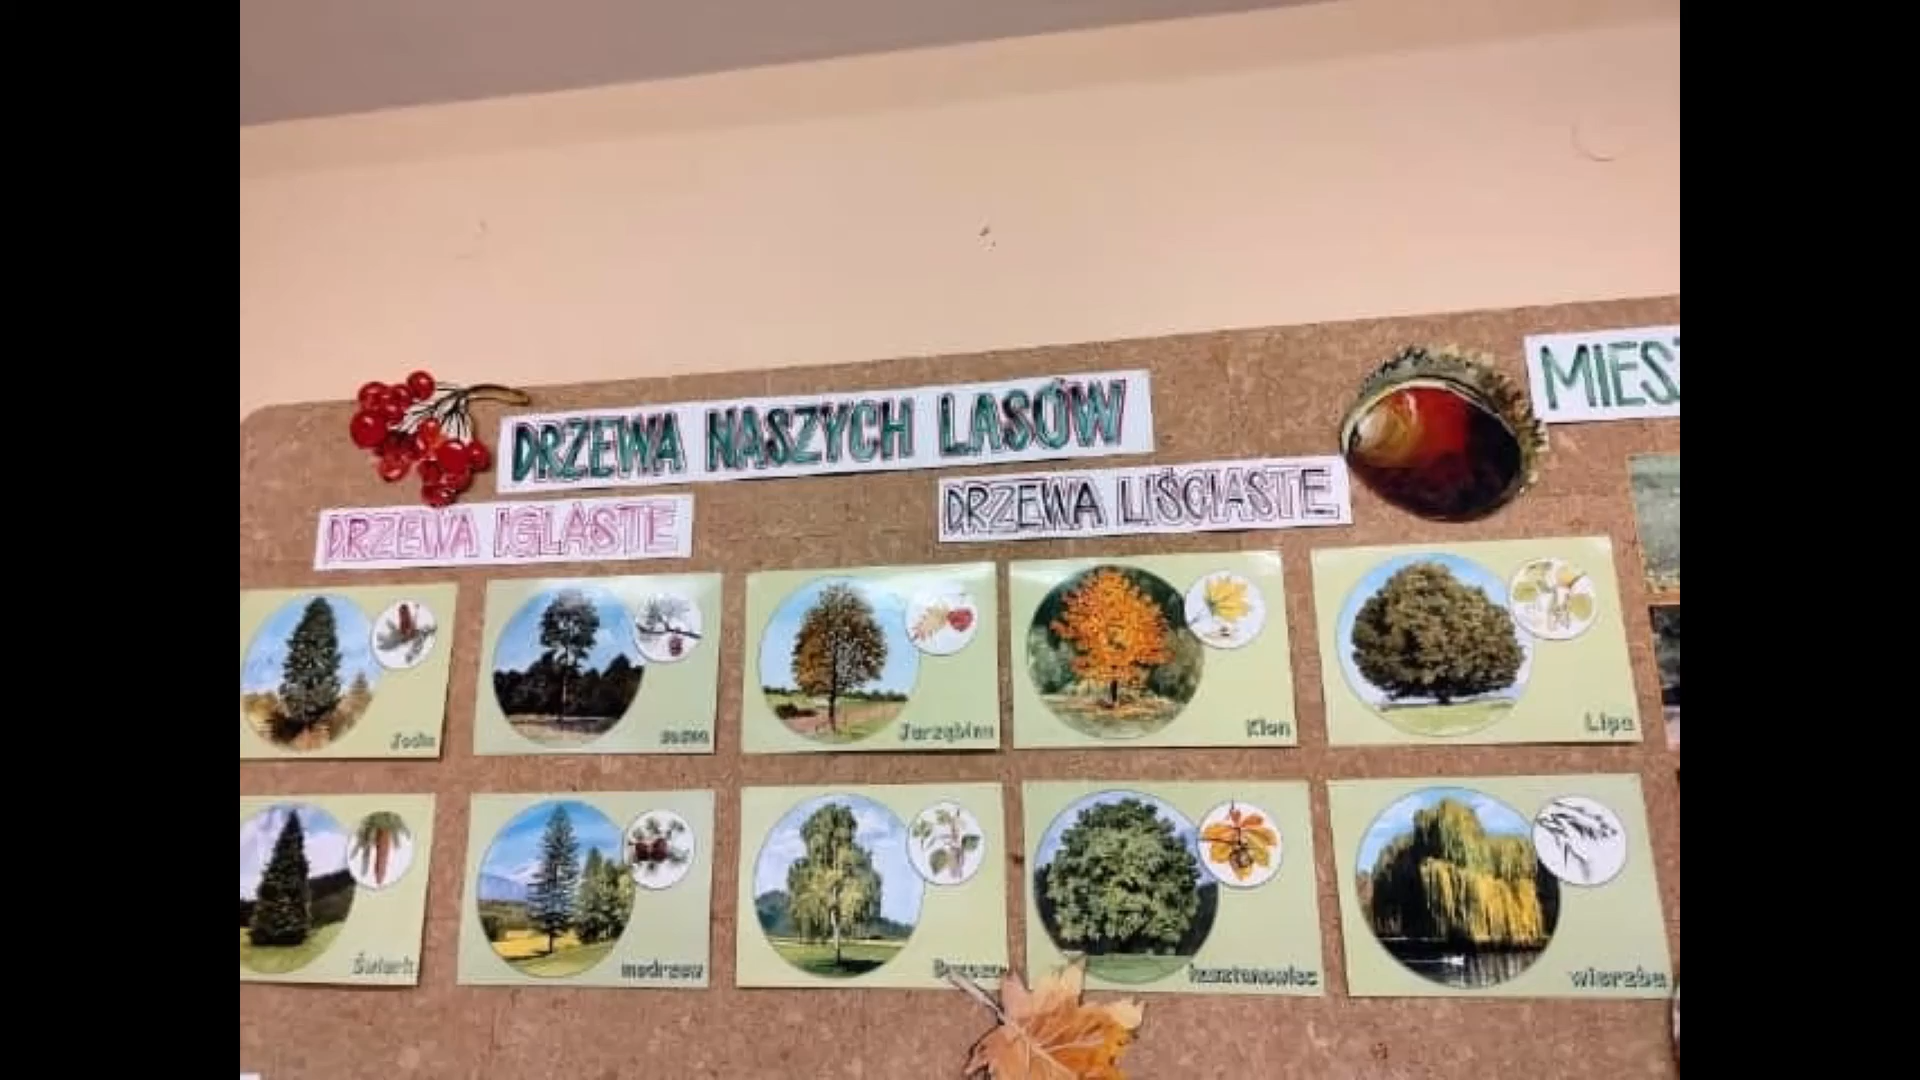 DRZEWA NASZYCH LASÓW
MIES
DRZEWA IGLASTE
DRZEWA LIŚCIASTE
Jodła
sosna
Jarzębina
Klon
Lipa
Świerk
modrzew
Brzoza
kasztanowiec
wierzba